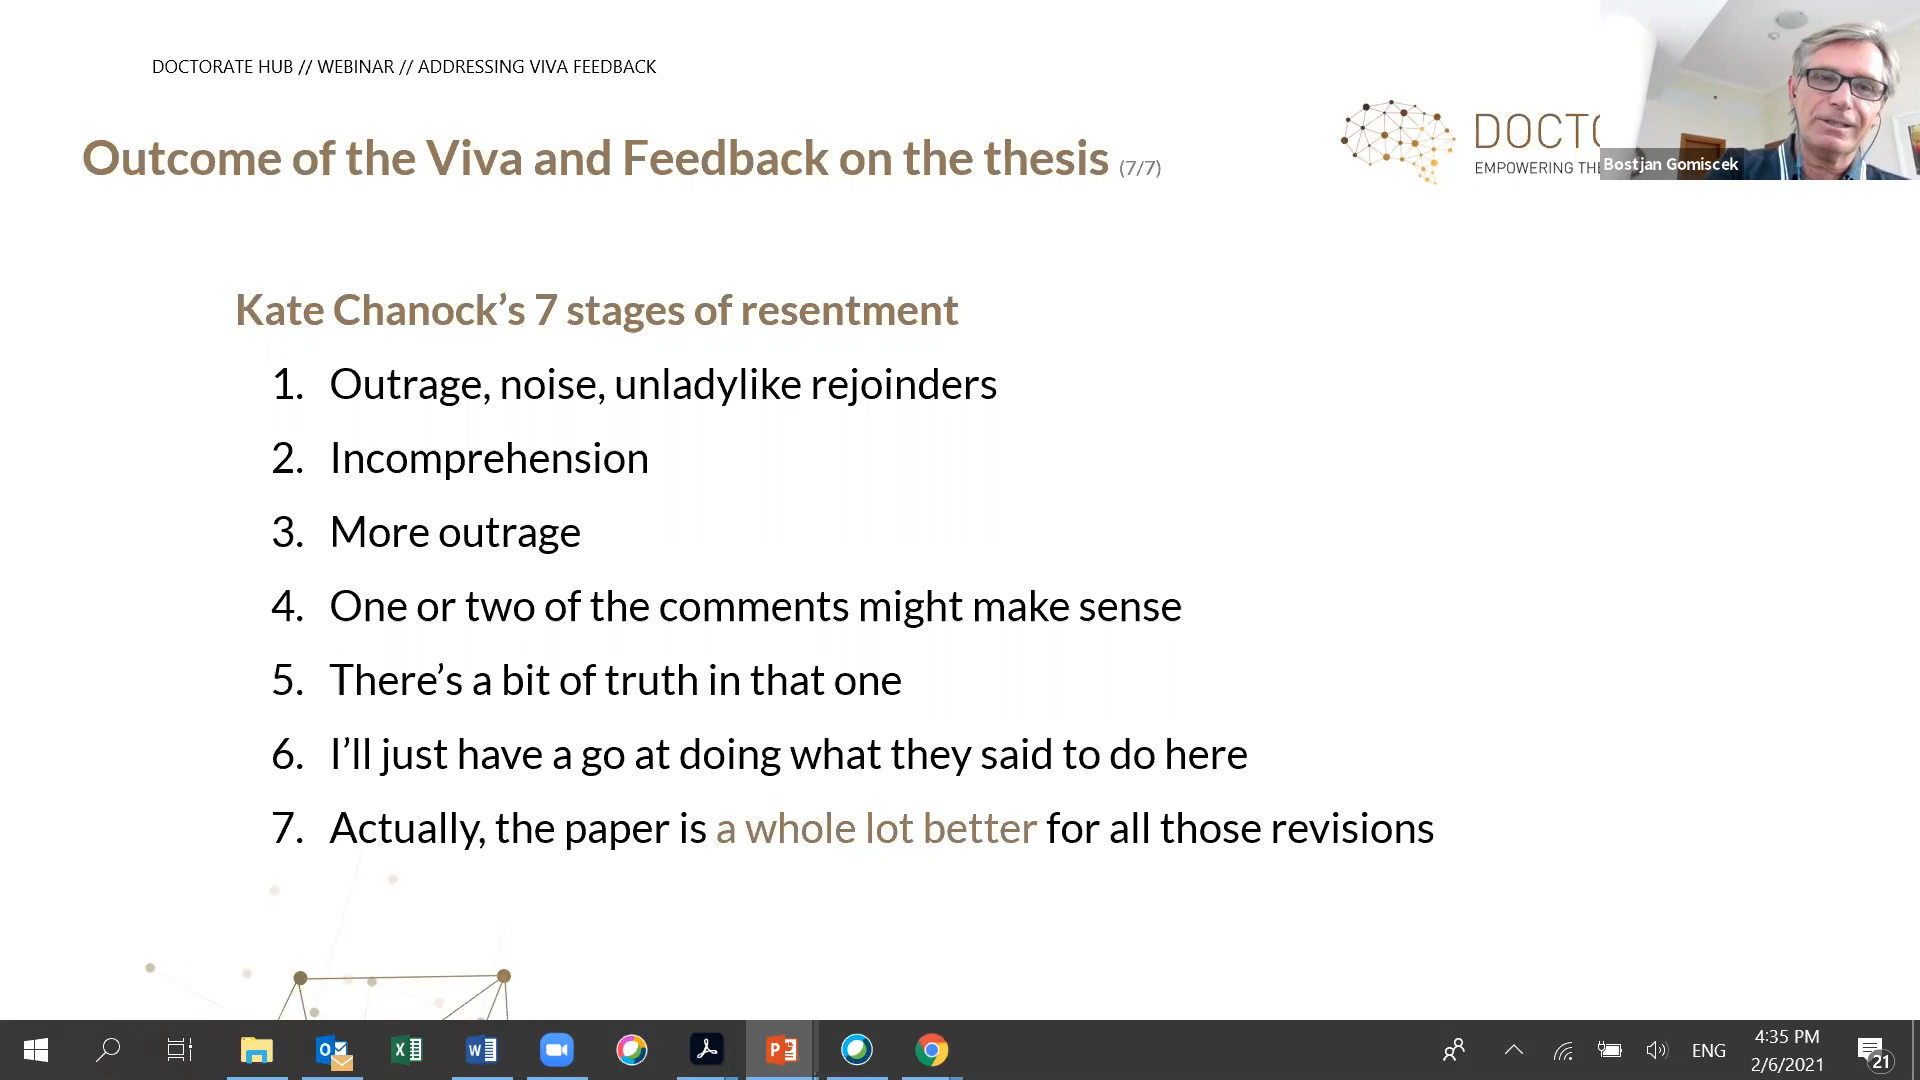 DOCTORATE HUB // WEBINAR // ADDRESSING VIVA FEEDBACK
Outcome of the Viva and Feedback on the thesis (7/7)
DOCTO
EMPOWERING THE
Bostjan Gomiscek
Kate Chanock’s 7 stages of resentment
1. Outrage, noise, unladylike rejoinders
2. Incomprehension
3. More outrage
4. One or two of the comments might make sense
5. There’s a bit of truth in that one
6. I’ll just have a go at doing what they said to do here
7. Actually, the paper is a whole lot better for all those revisions
ENG
4:35 PM
2/6/2021
21